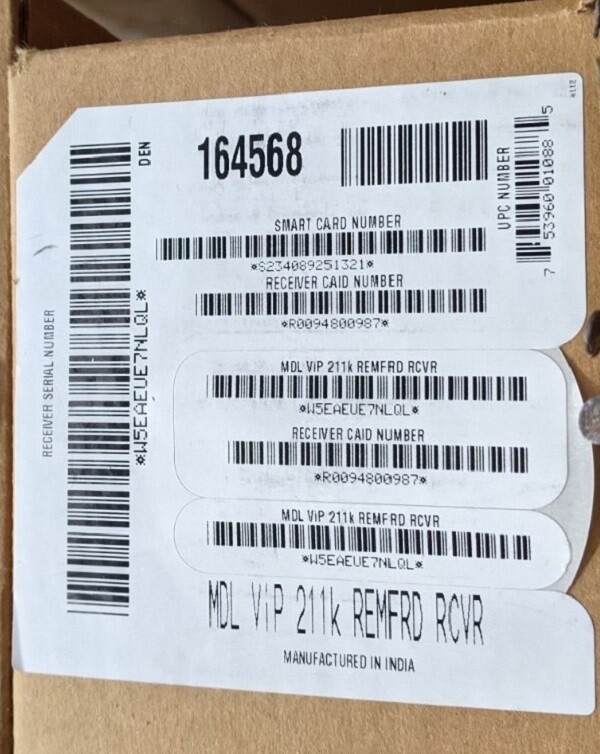 RECEIVER SERIAL NUMBER
*W5EAEUE7NLQL*
DEN
164568
SMART CARD NUMBER
*S234089251321*
RECEIVER CAID NUMBER
*R0094800987*
UPC NUMBER
7 53960 01088 5
4112
MDL ViP 211k REMFRD RCVR
*W5EAEUE7NLQL*
RECEIVER CAID NUMBER
*R0094800987*
MDL ViP 211k REMFRD RCVR
*W5EAEUE7NLQL*
MDL ViP 211k REMFRD RCVR
MANUFACTURED IN INDIA